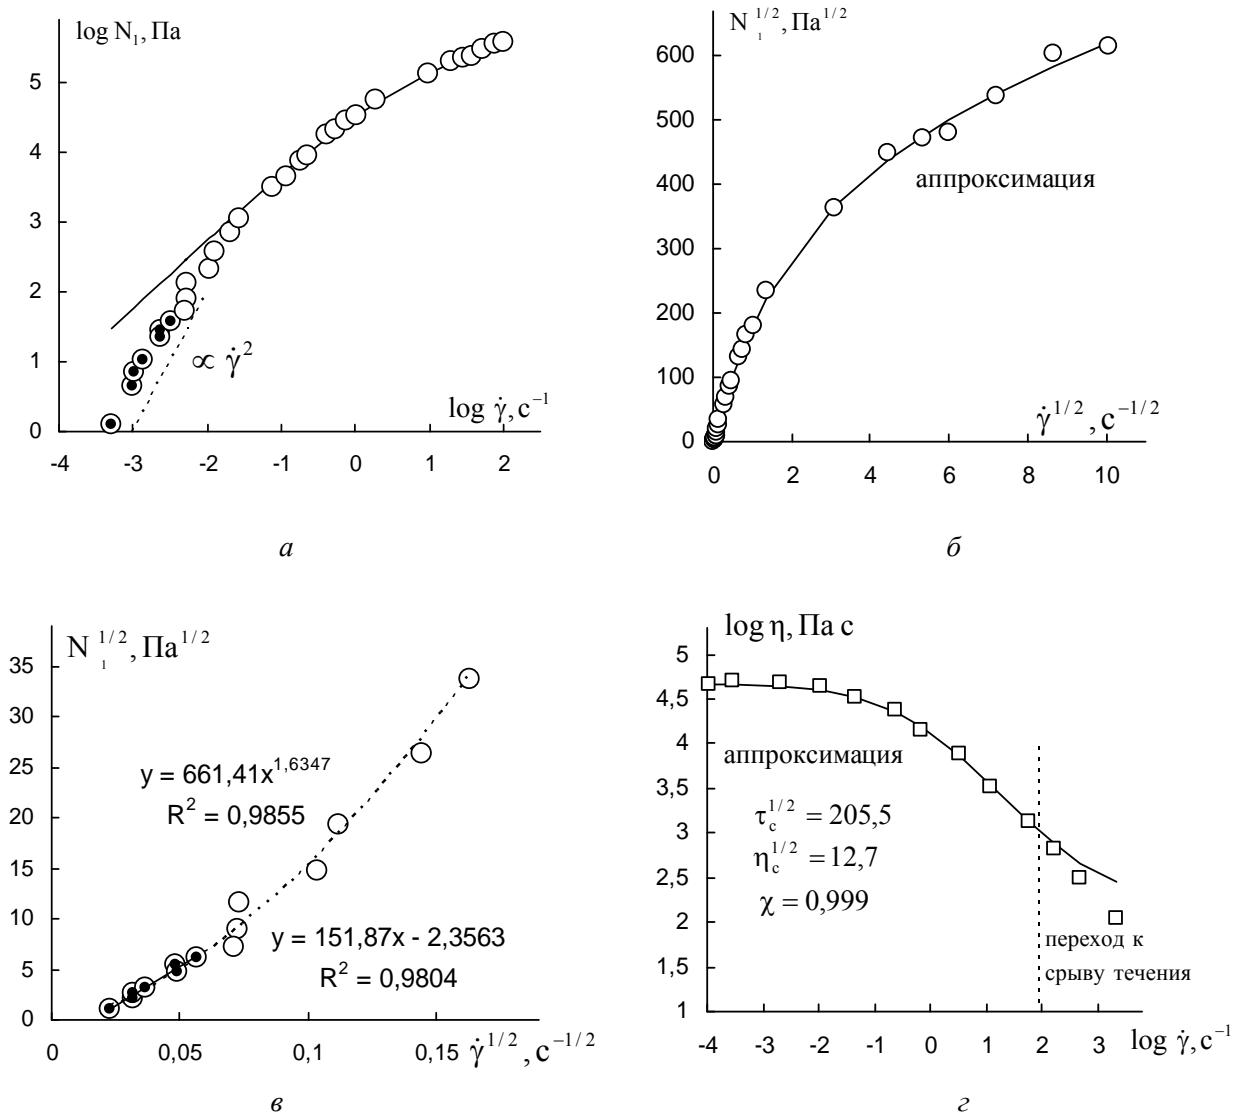 log N₁, Па
5
4
3
2
1
0
-4 -3 -2 -1 0 1 2
∝ γ̇²
log γ̇, с⁻¹
а
N₁^1/2, Па^1/2
600
500
400
300
200
100
0
0 2 4 6 8 10
аппроксимация
γ̇^1/2, с^−1/2
б
N₁^1/2, Па^1/2
35
30
25
20
15
10
5
0
0 0,05 0,1 0,15
y = 661,41x^1,6347
R² = 0,9855
y = 151,87x - 2,3563
R² = 0,9804
γ̇^1/2, с^−1/2
в
log η, Па с
5
4,5
4
3,5
3
2,5
2
1,5
1
-4 -3 -2 -1 0 1 2 3
аппроксимация
τ_c^1/2 = 205,5
η_c^1/2 = 12,7
χ = 0,999
переход к
срыву течения
log γ̇, с⁻¹
г